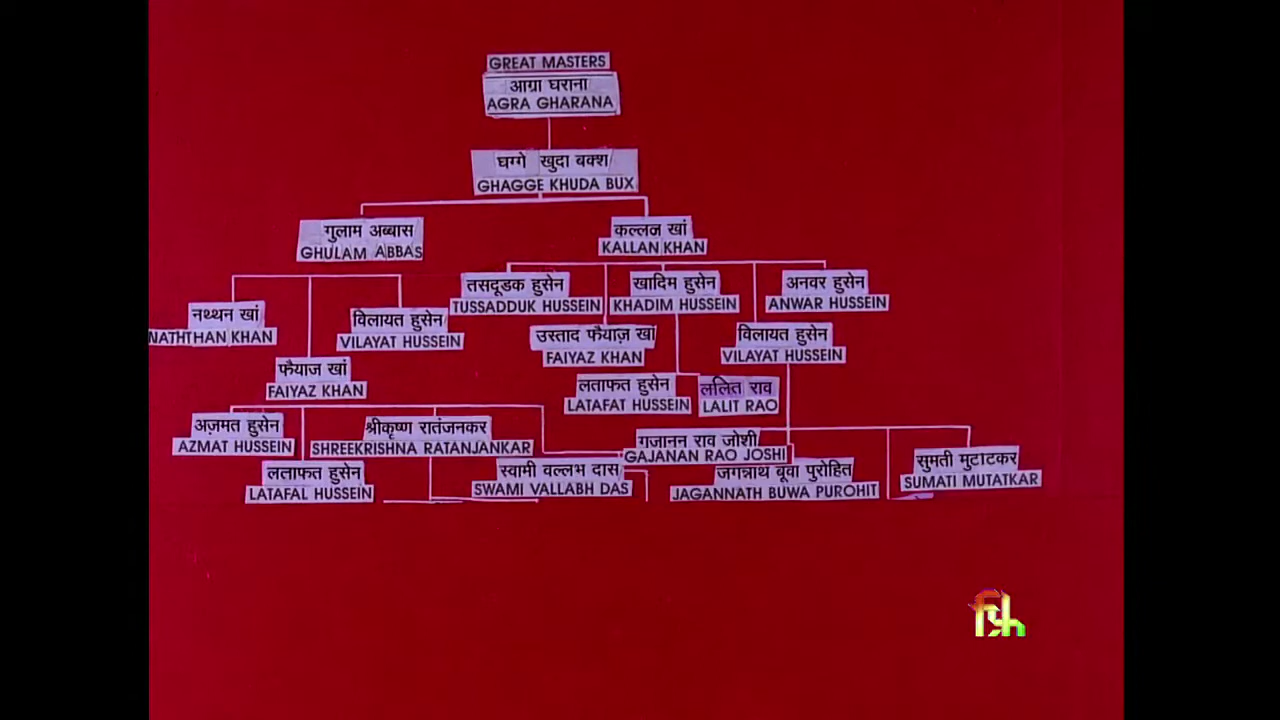 GREAT MASTERS
आग्रा घराना
AGRA GHARANA
घग्गे खुदा बक्श
GHAGGE KHUDA BUX
गुलाम अब्बास
GHULAM ABBAS
कल्लन खां
KALLAN KHAN
तसदूडक हुसेन
TUSSADDUK HUSSEIN
खादिम हुसेन
KHADIM HUSSEIN
अनवर हुसेन
ANWAR HUSSEIN
नथ्थन खां
NATHTHAN KHAN
विलायत हुसेन
VILAYAT HUSSEIN
उस्ताद फैयाज़ खां
FAIYAZ KHAN
विलायत हुसेन
VILAYAT HUSSEIN
फैयाज खां
FAIYAZ KHAN
लताफत हुसेन
LATAFAT HUSSEIN
ललित राव
LALIT RAO
अज़मत हुसेन
AZMAT HUSSEIN
श्रीकृष्ण रातंजनकर
SHREEKRISHNA RATANJANKAR
गजानन राव जोशी
GAJANAN RAO JOSHI
लताफत हुसेन
LATAFAL HUSSEIN
स्वामी वल्लभ दास
SWAMI VALLABH DAS
जगन्नाथ बूवा पुरोहित
JAGANNATH BUWA PUROHIT
सुमती मुटाटकर
SUMATI MUTATKAR